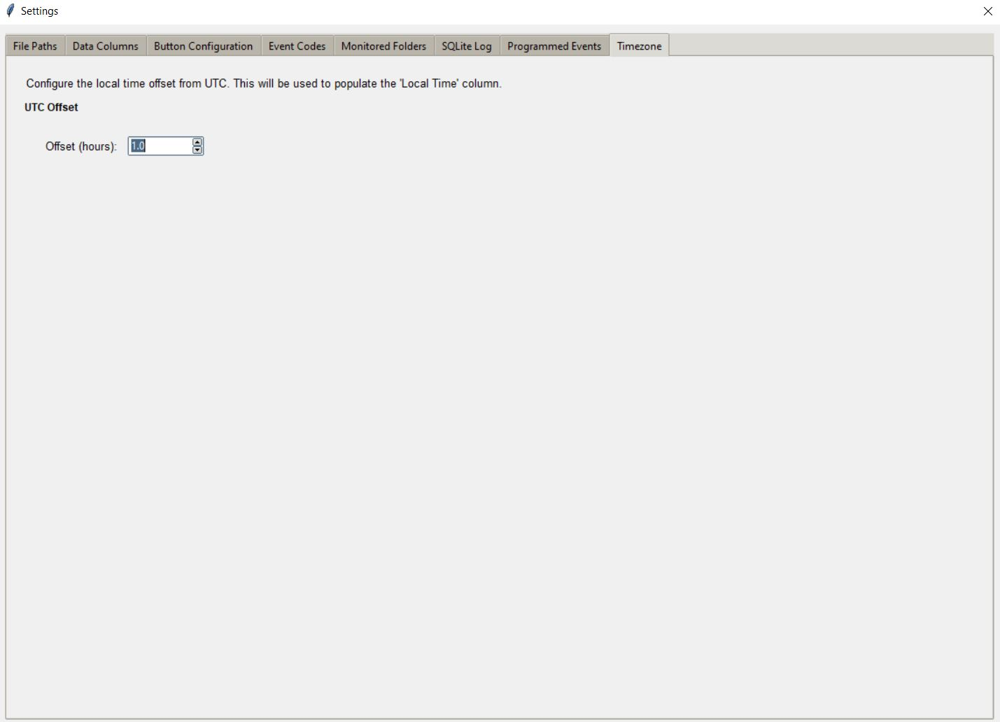 Settings
File Paths
Data Columns
Button Configuration
Event Codes
Monitored Folders
SQLite Log
Programmed Events
Timezone
Configure the local time offset from UTC. This will be used to populate the 'Local Time' column.
UTC Offset
Offset (hours): 1.0